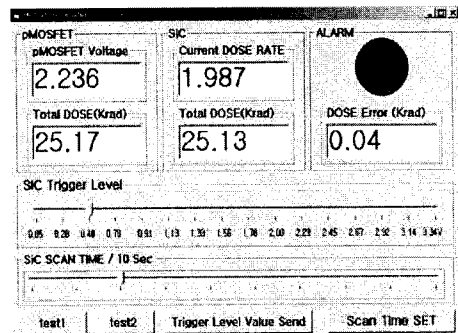 pMOSFET
pMOSFET Voltage
2.236
Total DOSE(Krad)
25.17
SiC
Current DOSE RATE
1.987
Total DOSE(Krad)
25.13
ALARM
DOSE Error (Krad)
0.04
SiC Trigger Level
0.05 0.28 0.48 0.70 0.91 1.13 1.33 1.56 1.78 2.00 2.23 2.45 2.67 2.92 3.14 3.34V
SiC SCAN TIME / 10 Sec
test1 test2 Trigger Level Value Send Scan Time SET